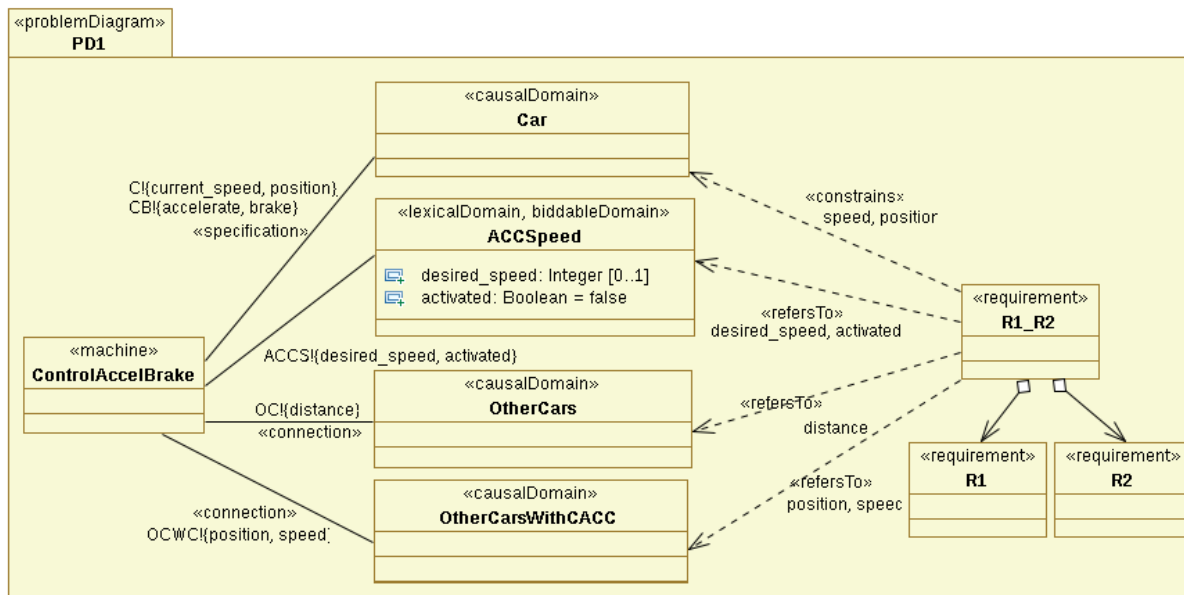 «problemDiagram»
PD1
«causalDomain»
Car
C!{current_speed, position}
CB!{accelerate, brake}
«specification»
«constrains»
speed, positior
«lexicalDomain, biddableDomain»
ACCSpeed
desired_speed: Integer [0..1]
activated: Boolean = false
«refersTo»
desired_speed, activated
«requirement»
R1_R2
«machine»
ControlAccelBrake
ACCS!{desired_speed, activated}
«causalDomain»
OtherCars
OC!{distance}
«connection»
«refersTo»
distance
«requirement»
R1
«requirement»
R2
«causalDomain»
OtherCarsWithCACC
«refersTo»
position, speec
«connection»
OCWC!{position, speed}